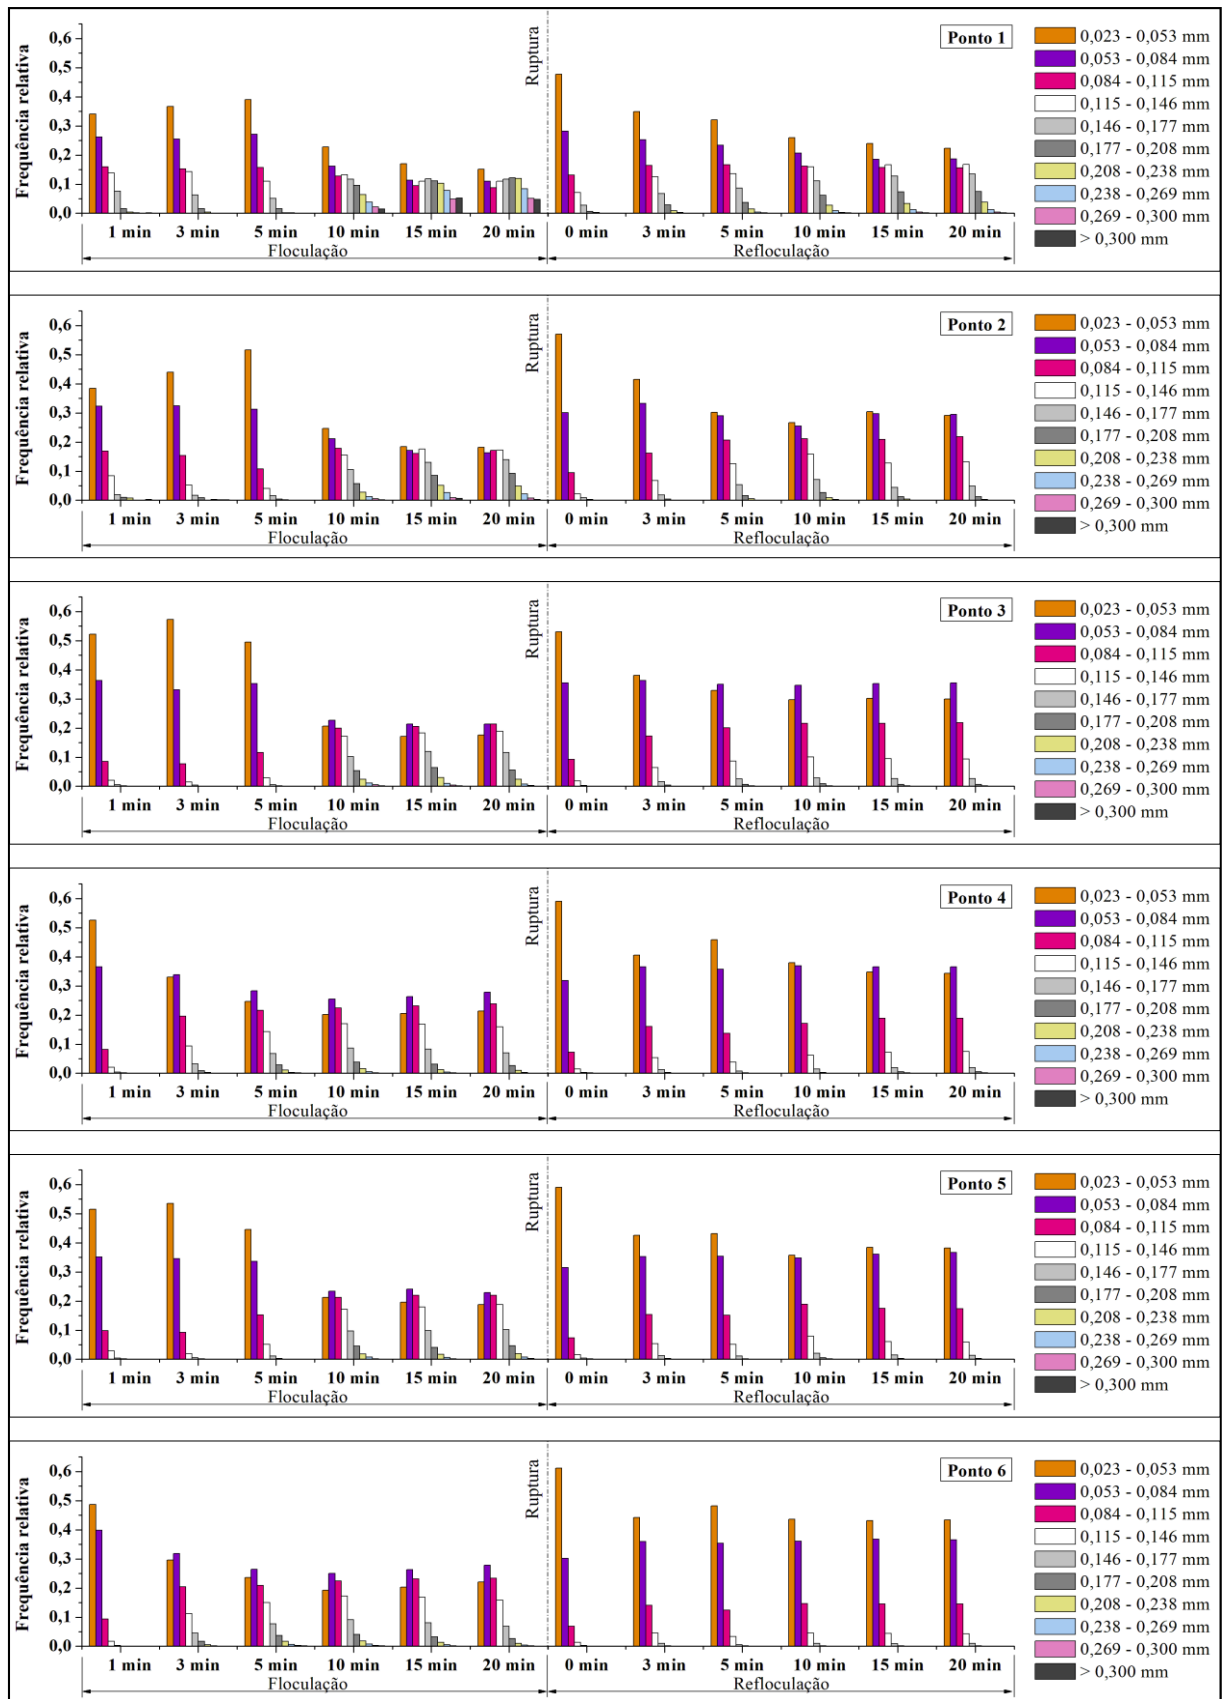 Frequência relativa
0,6
0,5
0,4
0,3
0,2
0,1
0,0
Ruptura
Ponto 1
0,023 - 0,053 mm
0,053 - 0,084 mm
0,084 - 0,115 mm
0,115 - 0,146 mm
0,146 - 0,177 mm
0,177 - 0,208 mm
0,208 - 0,238 mm
0,238 - 0,269 mm
0,269 - 0,300 mm
> 0,300 mm
1 min 3 min 5 min 10 min 15 min 20 min 0 min 3 min 5 min 10 min 15 min 20 min
Floculação Refloculação
Frequência relativa
0,6
0,5
0,4
0,3
0,2
0,1
0,0
Ruptura
Ponto 2
0,023 - 0,053 mm
0,053 - 0,084 mm
0,084 - 0,115 mm
0,115 - 0,146 mm
0,146 - 0,177 mm
0,177 - 0,208 mm
0,208 - 0,238 mm
0,238 - 0,269 mm
0,269 - 0,300 mm
> 0,300 mm
1 min 3 min 5 min 10 min 15 min 20 min 0 min 3 min 5 min 10 min 15 min 20 min
Floculação Refloculação
Frequência relativa
0,6
0,5
0,4
0,3
0,2
0,1
0,0
Ruptura
Ponto 3
0,023 - 0,053 mm
0,053 - 0,084 mm
0,084 - 0,115 mm
0,115 - 0,146 mm
0,146 - 0,177 mm
0,177 - 0,208 mm
0,208 - 0,238 mm
0,238 - 0,269 mm
0,269 - 0,300 mm
> 0,300 mm
1 min 3 min 5 min 10 min 15 min 20 min 0 min 3 min 5 min 10 min 15 min 20 min
Floculação Refloculação
Frequência relativa
0,6
0,5
0,4
0,3
0,2
0,1
0,0
Ruptura
Ponto 4
0,023 - 0,053 mm
0,053 - 0,084 mm
0,084 - 0,115 mm
0,115 - 0,146 mm
0,146 - 0,177 mm
0,177 - 0,208 mm
0,208 - 0,238 mm
0,238 - 0,269 mm
0,269 - 0,300 mm
> 0,300 mm
1 min 3 min 5 min 10 min 15 min 20 min 0 min 3 min 5 min 10 min 15 min 20 min
Floculação Refloculação
Frequência relativa
0,6
0,5
0,4
0,3
0,2
0,1
0,0
Ruptura
Ponto 5
0,023 - 0,053 mm
0,053 - 0,084 mm
0,084 - 0,115 mm
0,115 - 0,146 mm
0,146 - 0,177 mm
0,177 - 0,208 mm
0,208 - 0,238 mm
0,238 - 0,269 mm
0,269 - 0,300 mm
> 0,300 mm
1 min 3 min 5 min 10 min 15 min 20 min 0 min 3 min 5 min 10 min 15 min 20 min
Floculação Refloculação
Frequência relativa
0,6
0,5
0,4
0,3
0,2
0,1
0,0
Ruptura
Ponto 6
0,023 - 0,053 mm
0,053 - 0,084 mm
0,084 - 0,115 mm
0,115 - 0,146 mm
0,146 - 0,177 mm
0,177 - 0,208 mm
0,208 - 0,238 mm
0,238 - 0,269 mm
0,269 - 0,300 mm
> 0,300 mm
1 min 3 min 5 min 10 min 15 min 20 min 0 min 3 min 5 min 10 min 15 min 20 min
Floculação Refloculação